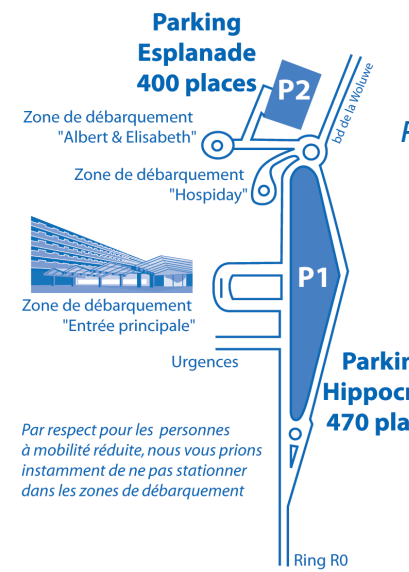 Parking
Esplanade
400 places
P2
bd de la Woluwe
Zone de débarquement
"Albert & Elisabeth"
Zone de débarquement
"Hospiday"
P1
Zone de débarquement
"Entrée principale"
Urgences
470
Par respect pour les personnes
à mobilité réduite, nous vous prions
instamment de ne pas stationner
dans les zones de débarquement
Ring R0